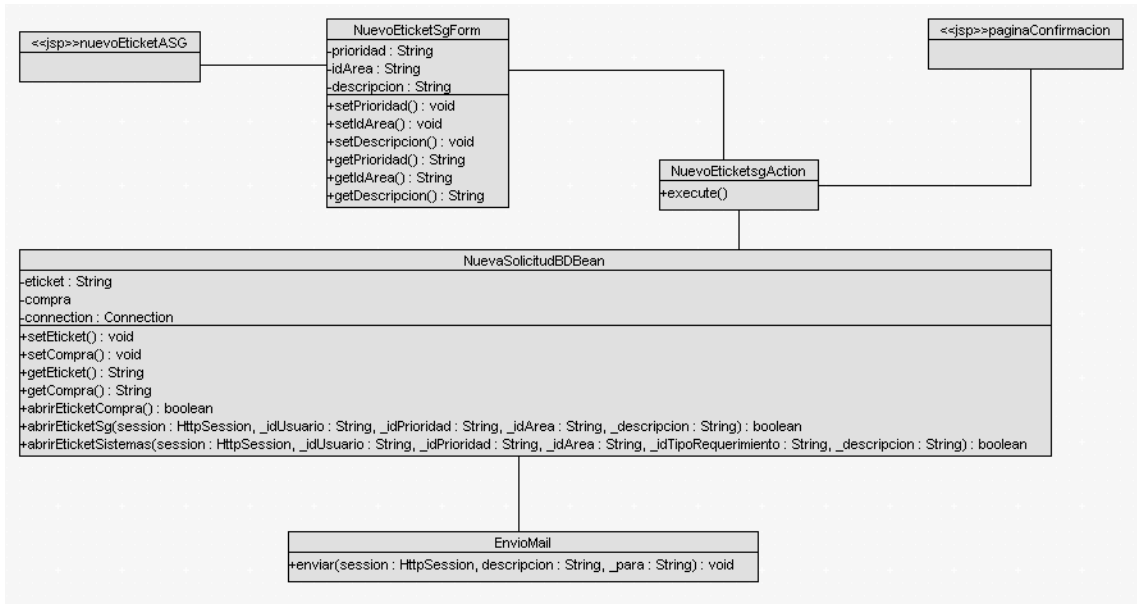 <<jsp>>nuevoEticketASG
NuevoEticketSgForm
-prioridad : String
-idArea : String
-descripcion : String
+setPrioridad() : void
+setIdArea() : void
+setDescripcion() : void
+getPrioridad() : String
+getIdArea() : String
+getDescripcion() : String
<<jsp>>paginaConfirmacion
NuevoEticketsgAction
+execute()
NuevaSolicitudBDBean
-eticket : String
-compra
-connection : Connection
+setEticket() : void
+setCompra() : void
+getEticket() : String
+getCompra() : String
+abrirEticketCompra() : boolean
+abrirEticketSg(session : HttpSession, _idUsuario : String, _idPrioridad : String, _idArea : String, _descripcion : String) : boolean
+abrirEticketSistemas(session : HttpSession, _idUsuario : String, _idPrioridad : String, _idArea : String, _idTipoRequerimiento : String, _descripcion : String) : boolean
EnvioMail
+enviar(session : HttpSession, descripcion : String, _para : String) : void